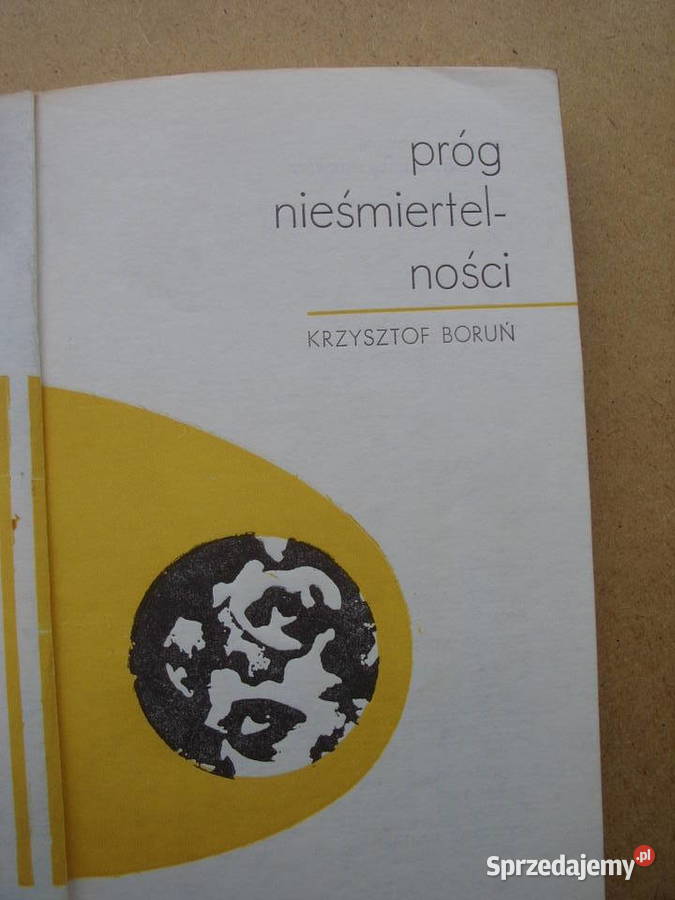 próg
nieśmiertel-
ności
KRZYSZTOF BORUŃ
Sprzedajemy.pl